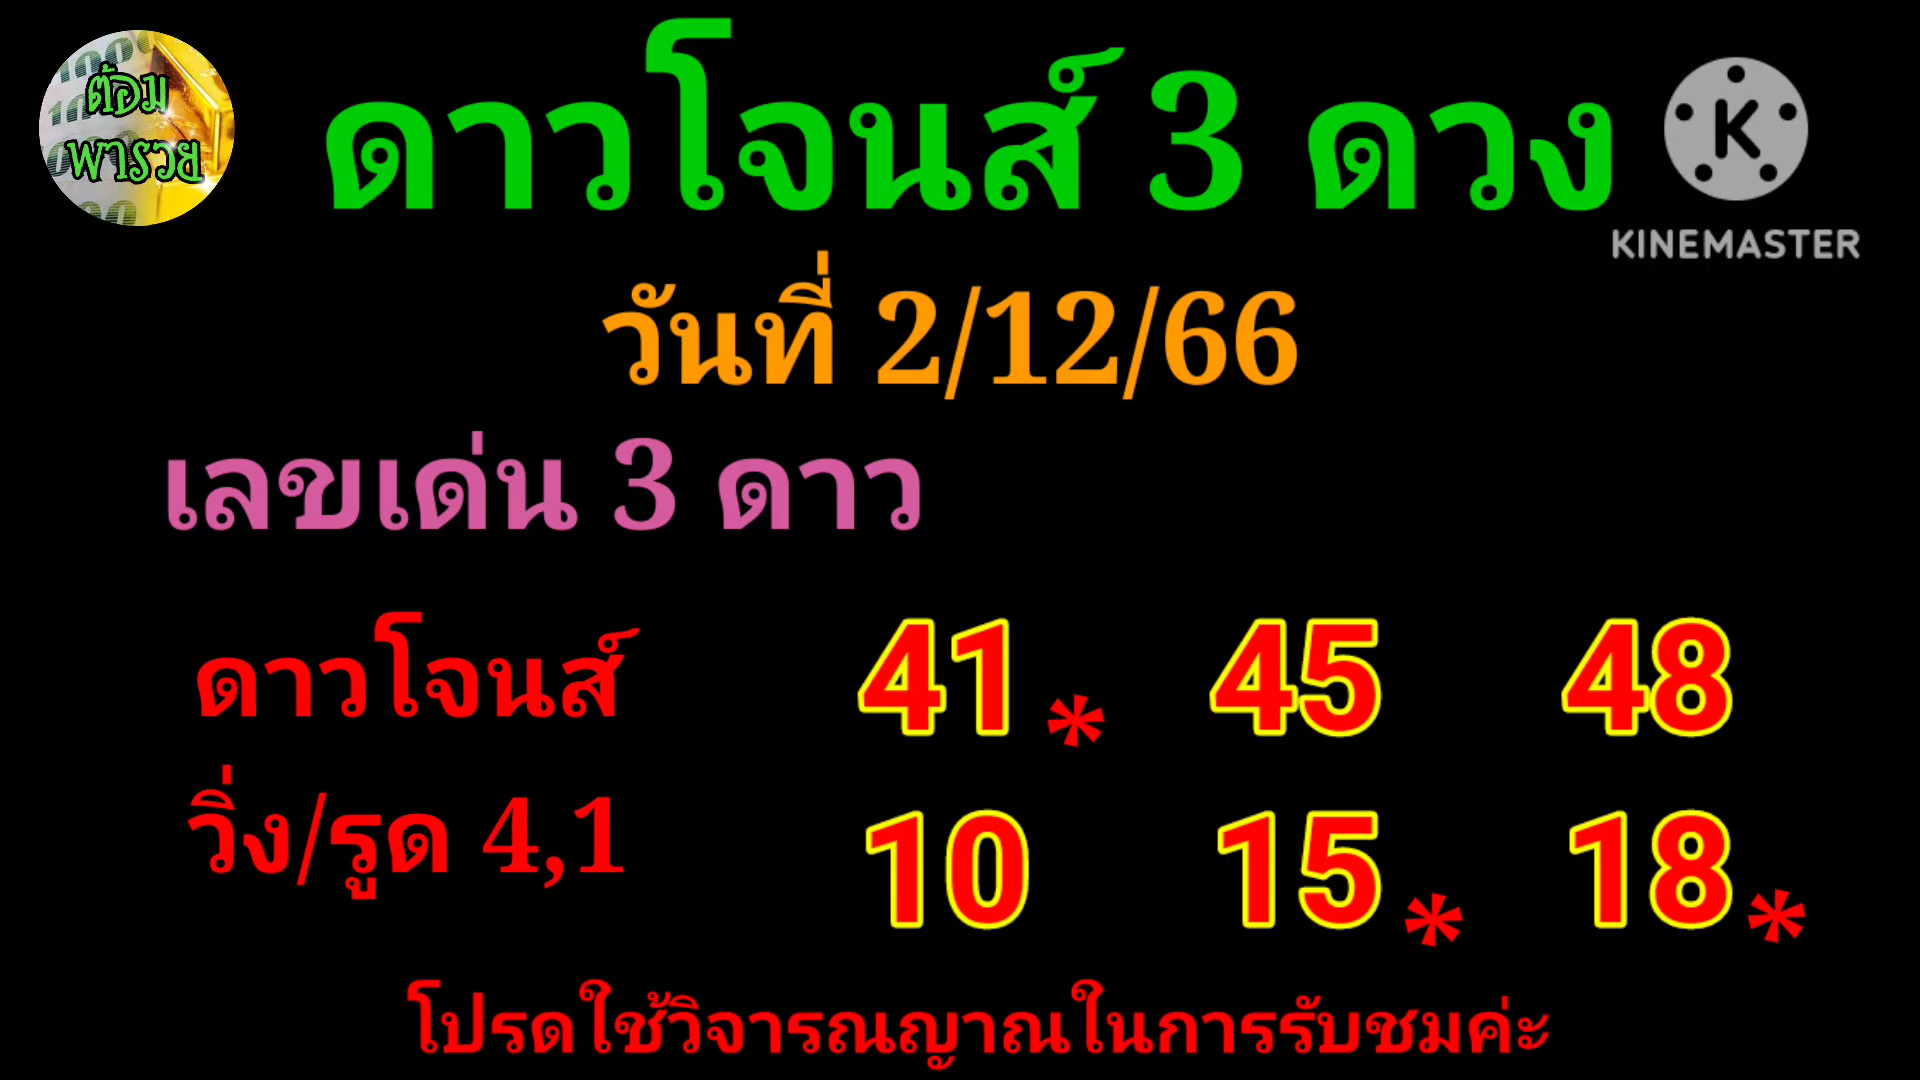 ต้อม
พารวย
ดาวโจนส์ 3 ดวง
KINEMASTER
วันที่ 2/12/66
เลขเด่น 3 ดาว
ดาวโจนส์ 41* 45 48
วิ่ง/รูด 4,1 10 15* 18*
โปรดใช้วิจารณญาณในการรับชมค่ะ